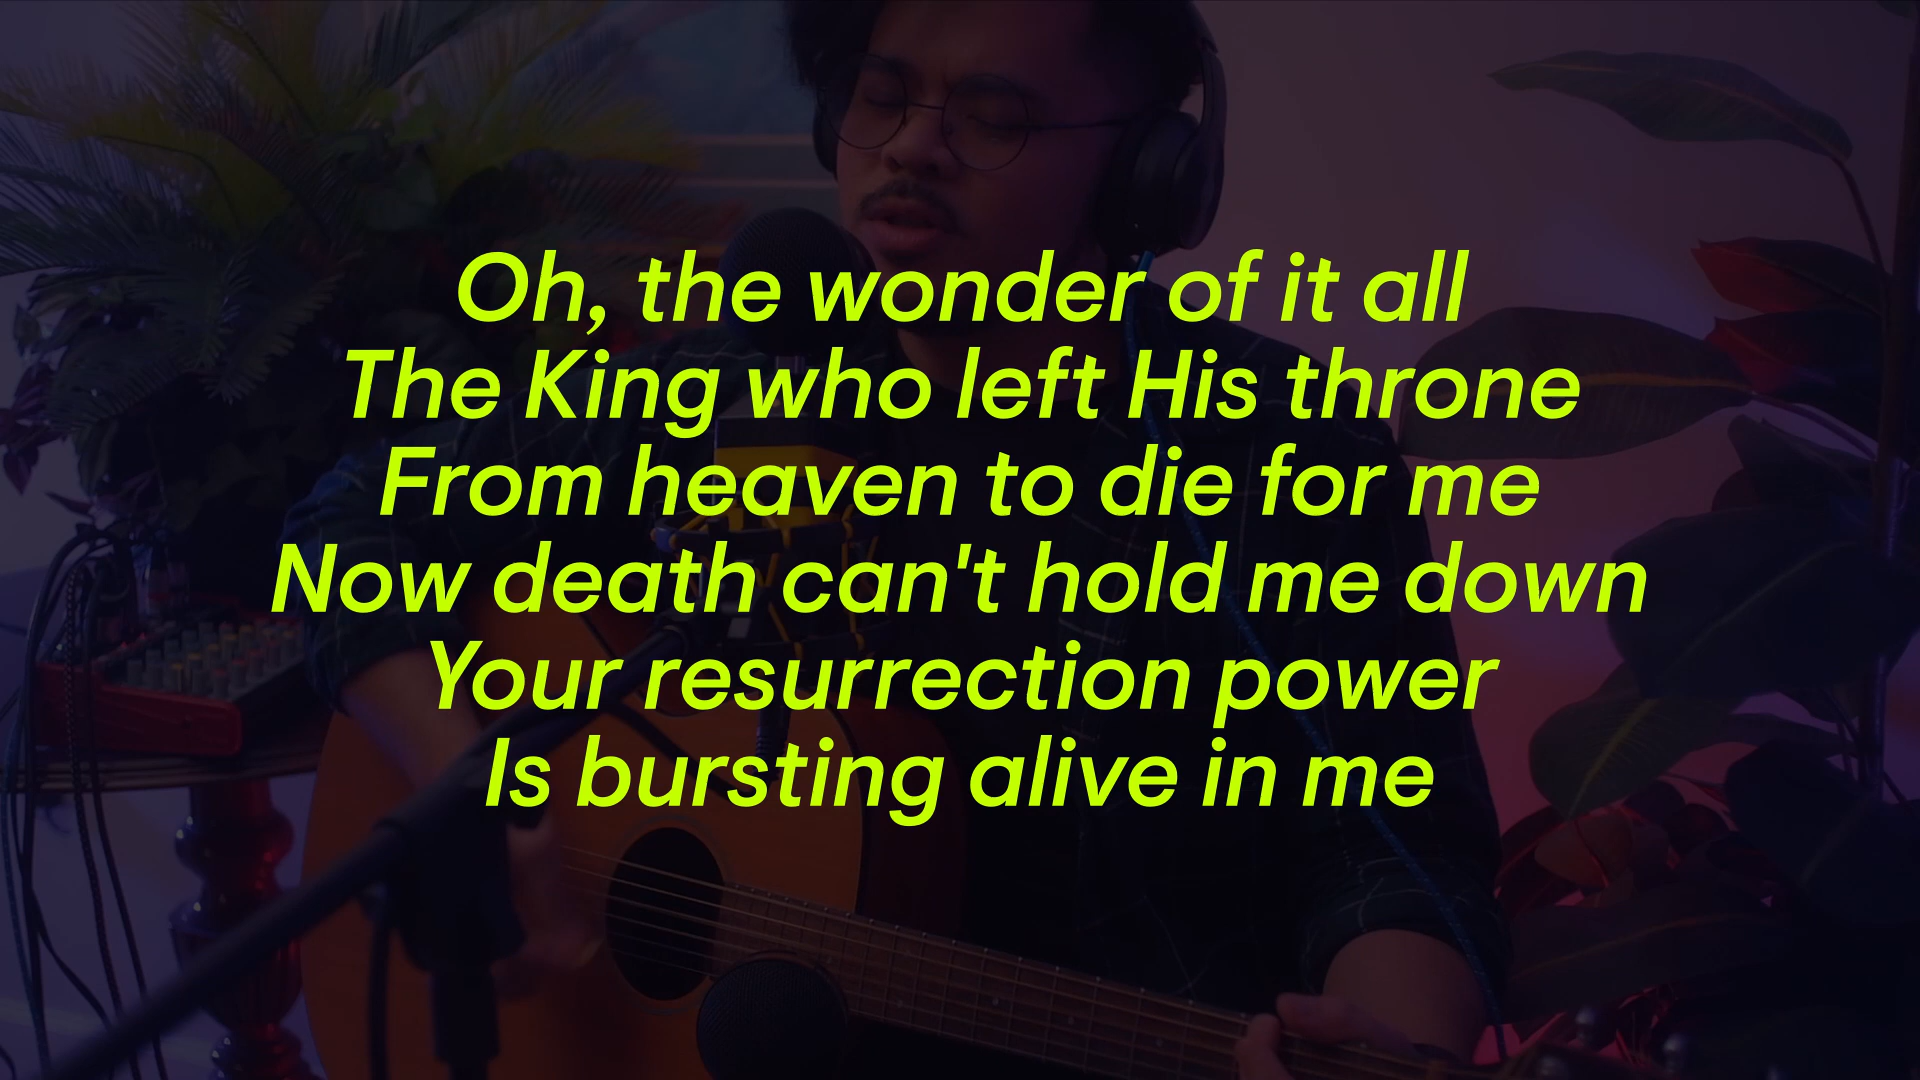 Oh, the wonder of it all
The King who left His throne
From heaven to die for me
Now death can't hold me down
Your resurrection power
Is bursting alive in me